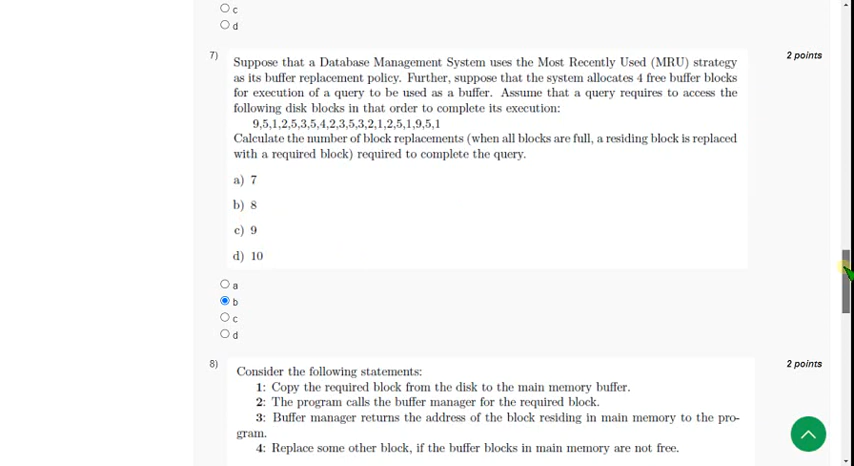 c
d
7)
2 points
Suppose that a Database Management System uses the Most Recently Used (MRU) strategy
as its buffer replacement policy. Further, suppose that the system allocates 4 free buffer blocks
for execution of a query to be used as a buffer. Assume that a query requires to access the
following disk blocks in that order to complete its execution:
9,5,1,2,5,3,5,4,2,3,5,3,2,1,2,5,1,9,5,1
Calculate the number of block replacements (when all blocks are full, a residing block is replaced
with a required block) required to complete the query.
a) 7
b) 8
c) 9
d) 10
a
b
c
d
8)
2 points
Consider the following statements:
1: Copy the required block from the disk to the main memory buffer.
2: The program calls the buffer manager for the required block.
3: Buffer manager returns the address of the block residing in main memory to the pro-
gram.
4: Replace some other block, if the buffer blocks in main memory are not free.